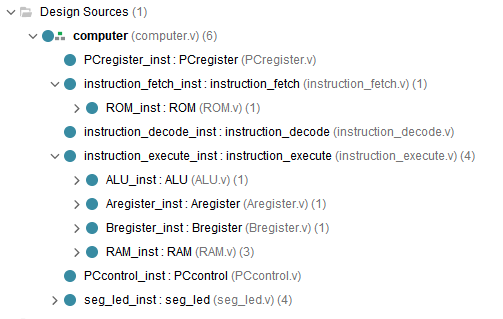 Design Sources (1)
computer (computer.v) (6)
PCregister_inst : PCregister (PCregister.v)
instruction_fetch_inst : instruction_fetch (instruction_fetch.v) (1)
ROM_inst : ROM (ROM.v) (1)
instruction_decode_inst : instruction_decode (instruction_decode.v)
instruction_execute_inst : instruction_execute (instruction_execute.v) (4)
ALU_inst : ALU (ALU.v) (1)
Aregister_inst : Aregister (Aregister.v) (1)
Bregister_inst : Bregister (Bregister.v) (1)
RAM_inst : RAM (RAM.v) (3)
PCcontrol_inst : PCcontrol (PCcontrol.v)
seg_led_inst : seg_led (seg_led.v) (4)